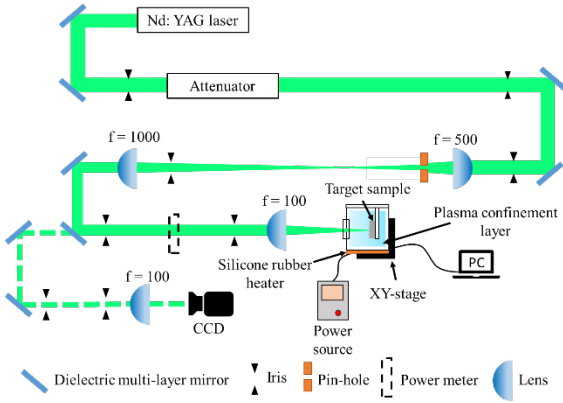 Nd: YAG laser
Attenuator
f = 1000
f = 500
f = 100
Target sample
Plasma confinement
layer
Silicone rubber
heater
PC
XY-stage
f = 100
CCD
Power
source
Dielectric multi-layer mirror
Iris
Pin-hole
Power meter
Lens